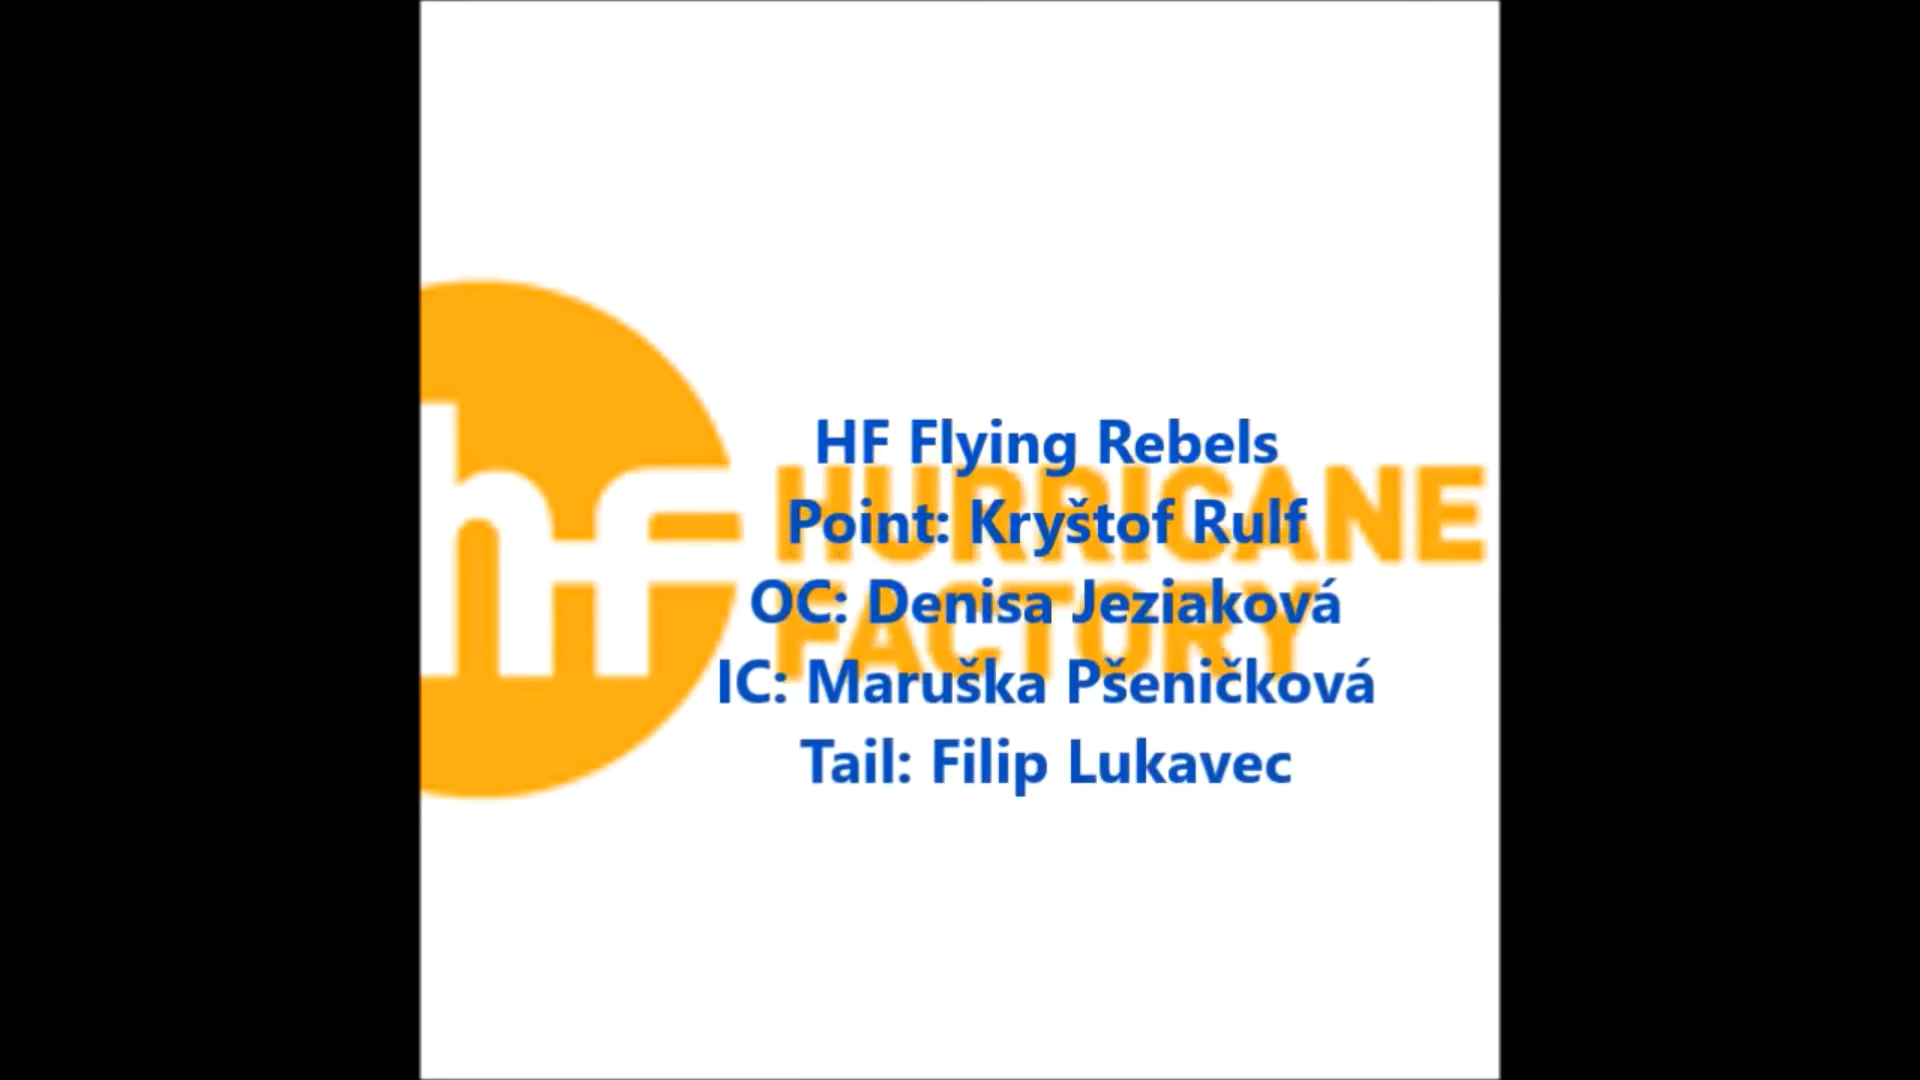 hf HURRICANE
FACTORY
HF Flying Rebels
Point: Kryštof Rulf
OC: Denisa Jeziaková
IC: Maruška Pšeničková
Tail: Filip Lukavec